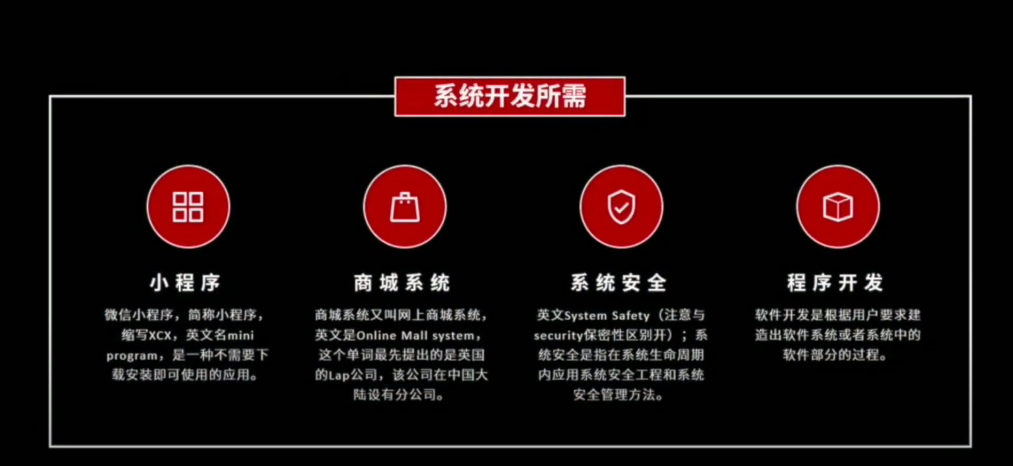 系统开发所需
小程序
微信小程序，简称小程序，
缩写XCX，英文名mini
program，是一种不需要下
载安装即可使用的应用。
商城系统
商城系统又叫网上商城系统，
英文是Online Mall system，
这个单词最先提出的是英国
的Lap公司，该公司在中国大
陆设有分公司。
系统安全
英文System Safety（注意与
security保密性区别开）；系
统安全是指在系统生命周期
内应用系统安全工程和系统
安全管理方法。
程序开发
软件开发是根据用户要求建
造出软件系统或者系统中的
软件部分的过程。